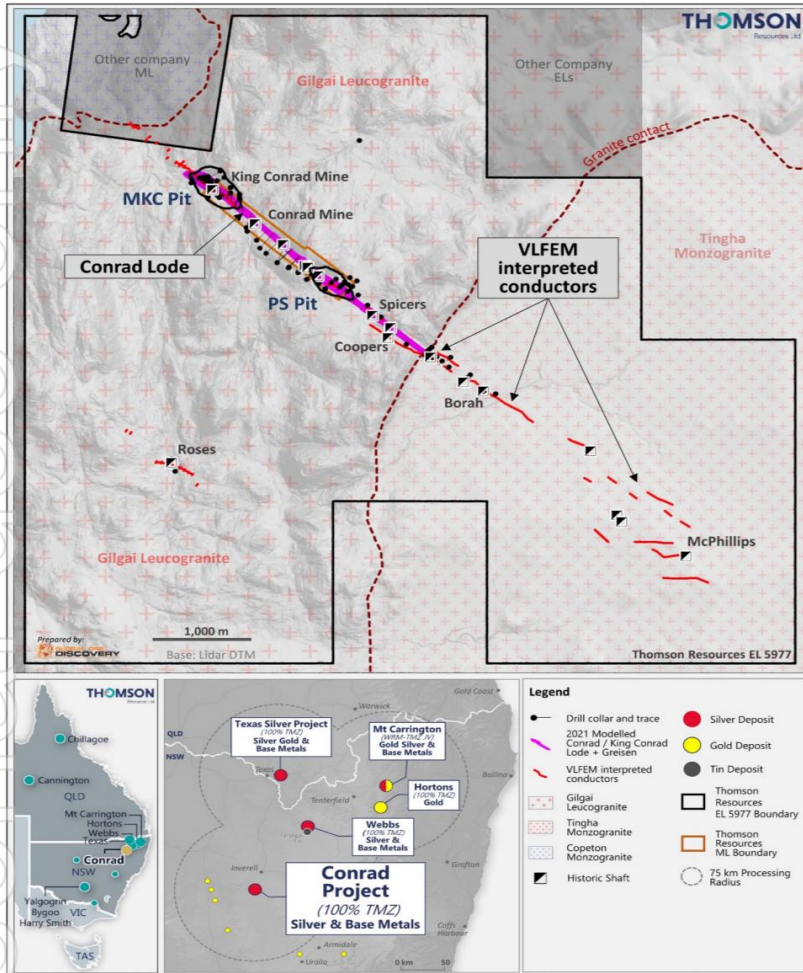 THOMSON
Resources Ltd
Other company
ML
Gilgai Leucogranite
Other Company
ELs
Granite contact
King Conrad Mine
MKC Pit
Conrad Mine
Tingha
Monzogranite
Conrad Lode
VLFEM
interpreted
conductors
PS Pit
Spicers
Coopers
Borah
Roses
McPhillips
Gilgai Leucogranite
Prepared by:
DISCOVERY
1,000 m
Base: Lidar DTM
Thomson Resources EL 5977
THOMSON
Resources Ltd
Chillagoe
Cannington
QLD
Mt Carrington
Hortons
Webbs
Texas
Conrad
NSW
Yalgogrin
Bygoo
Harry Smith
VIC
TAS
Gold Coast
Warwick
Texas Silver Project
(100% TMZ)
Silver Gold &
Base Metals
Mt Carrington
(WRM-TMZ JV)
Gold Silver &
Base Metals
QLD
NSW
Texas
Ballina
Hortons
(100% TMZ)
Gold
Tenterfield
Webbs
(100% TMZ)
Silver &
Base Metals
Grafton
Inverell
Conrad
Project
(100% TMZ)
Silver & Base Metals
Coffs
Harbour
Armidale
Uralla
0 km
50
Legend
Drill collar and trace
2021 Modelled
Conrad / King Conrad
Lode + Greisen
VLFEM interpreted
conductors
Gilgai
Leucogranite
Tingha
Monzogranite
Copeton
Monzogranite
Historic Shaft
Silver Deposit
Gold Deposit
Tin Deposit
Thomson
Resources
EL 5977 Boundary
Thomson
Resources
ML Boundary
75 km Processing
Radius